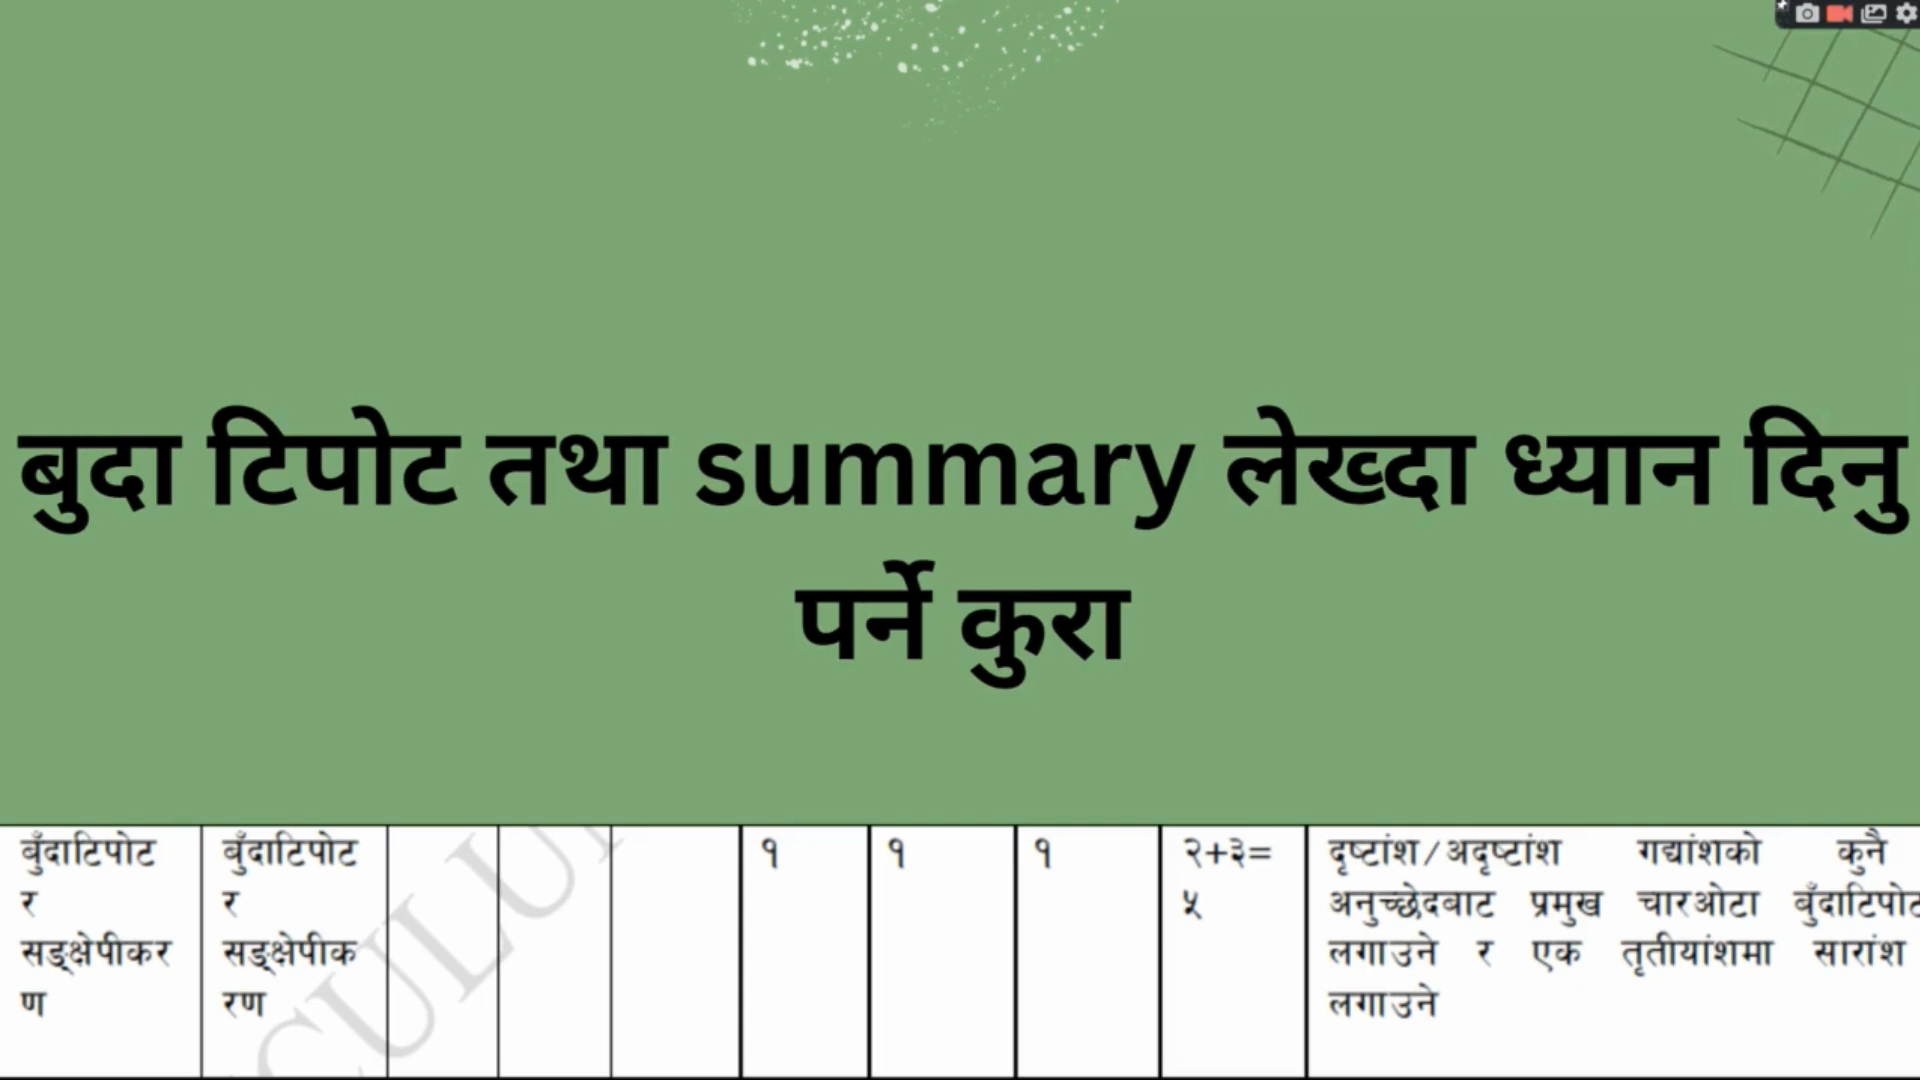 बुदा टिपोट तथा summary लेख्दा ध्यान दिनु
पर्ने कुरा
बुँदाटिपोट
र
सङ्क्षेपीकर
ण
बुँदाटिपोट
र
सङ्क्षेपीक
रण
१
१
१
२+३=
५
दृष्टांश/अदृष्टांश गद्यांशको कुनै
अनुच्छेदबाट प्रमुख चारओटा बुँदाटिपोट
लगाउने र एक तृतीयांशमा सारांश
लगाउने